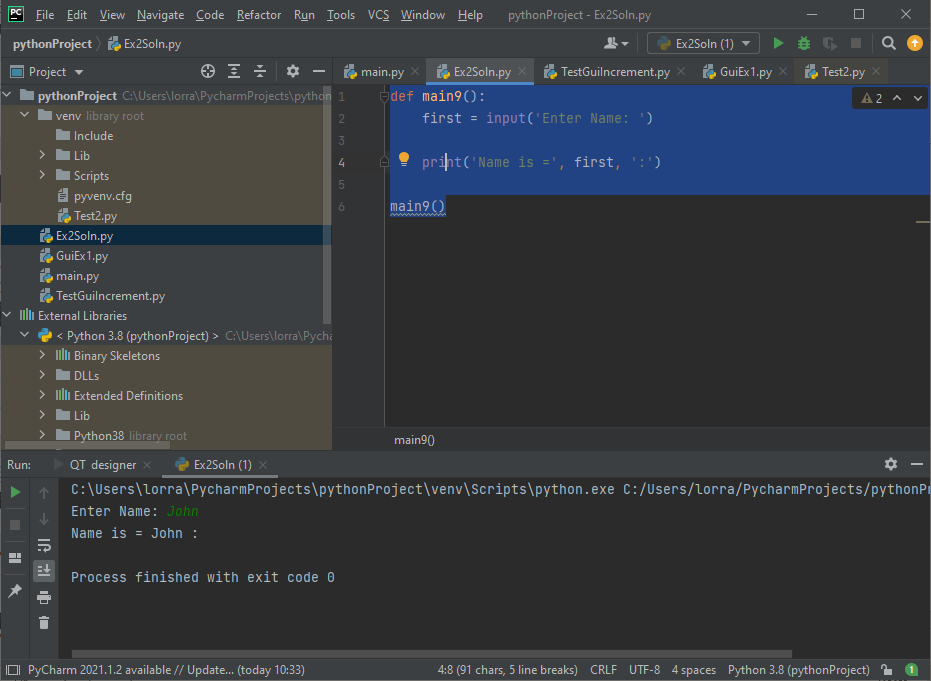 PC File Edit View Navigate Code Refactor Run Tools VCS Window Help pythonProject - Ex2Soln.py
pythonProject Ex2Soln.py Ex2Soln (1)
Project main.py Ex2Soln.py TestGuiIncrement.py GuiEx1.py Test2.py
pythonProject C:\Users\lorra\PycharmProjects\python
venv library root
Include
Lib
Scripts
pyvenv.cfg
Test2.py
Ex2Soln.py
GuiEx1.py
main.py
TestGuiIncrement.py
External Libraries
< Python 3.8 (pythonProject) > C:\Users\lorra\Pycha
Binary Skeletons
DLLs
Extended Definitions
Lib
Python38 library root
1 def main9():
2 first = input('Enter Name: ')
3
4 print('Name is =', first, ':')
5
6 main9()
2
main9()
Run: QT designer Ex2Soln (1)
C:\Users\lorra\PycharmProjects\pythonProject\venv\Scripts\python.exe C:/Users/lorra/PycharmProjects/pythonPr
Enter Name: John
Name is = John :
Process finished with exit code 0
PyCharm 2021.1.2 available // Update... (today 10:33) 4:8 (91 chars, 5 line breaks) CRLF UTF-8 4 spaces Python 3.8 (pythonProject) 1